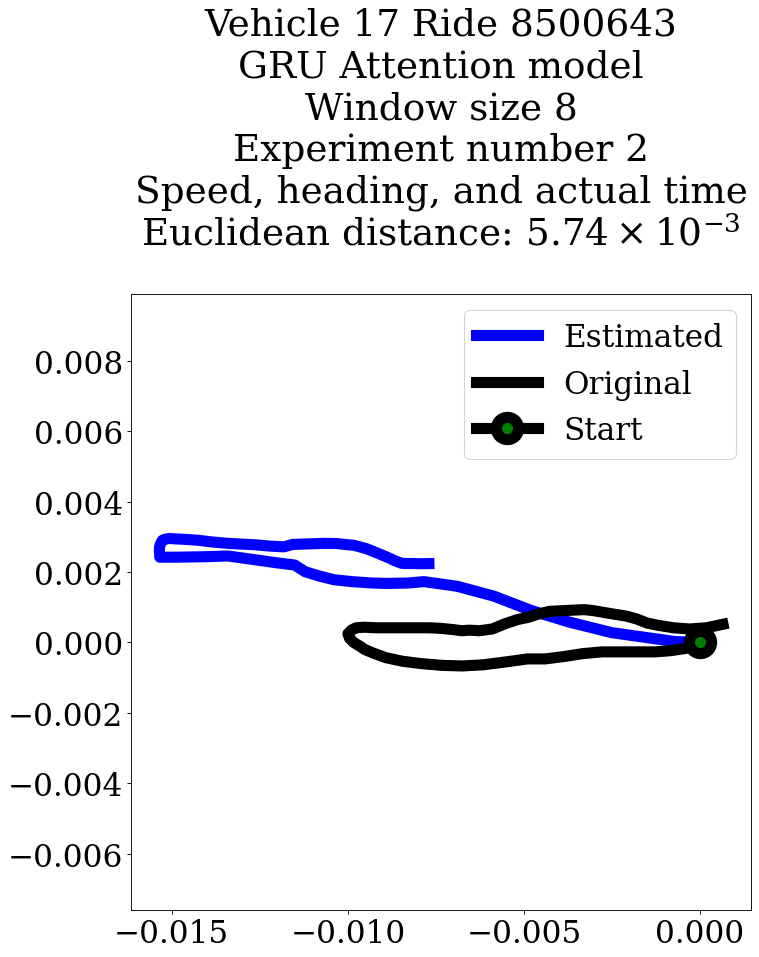 Vehicle 17 Ride 8500643
GRU Attention model
Window size 8
Experiment number 2
Speed, heading, and actual time
Euclidean distance: 5.74 × 10⁻³
Estimated
Original
Start
0.008
0.006
0.004
0.002
0.000
−0.002
−0.004
−0.006
−0.015 −0.010 −0.005 0.000